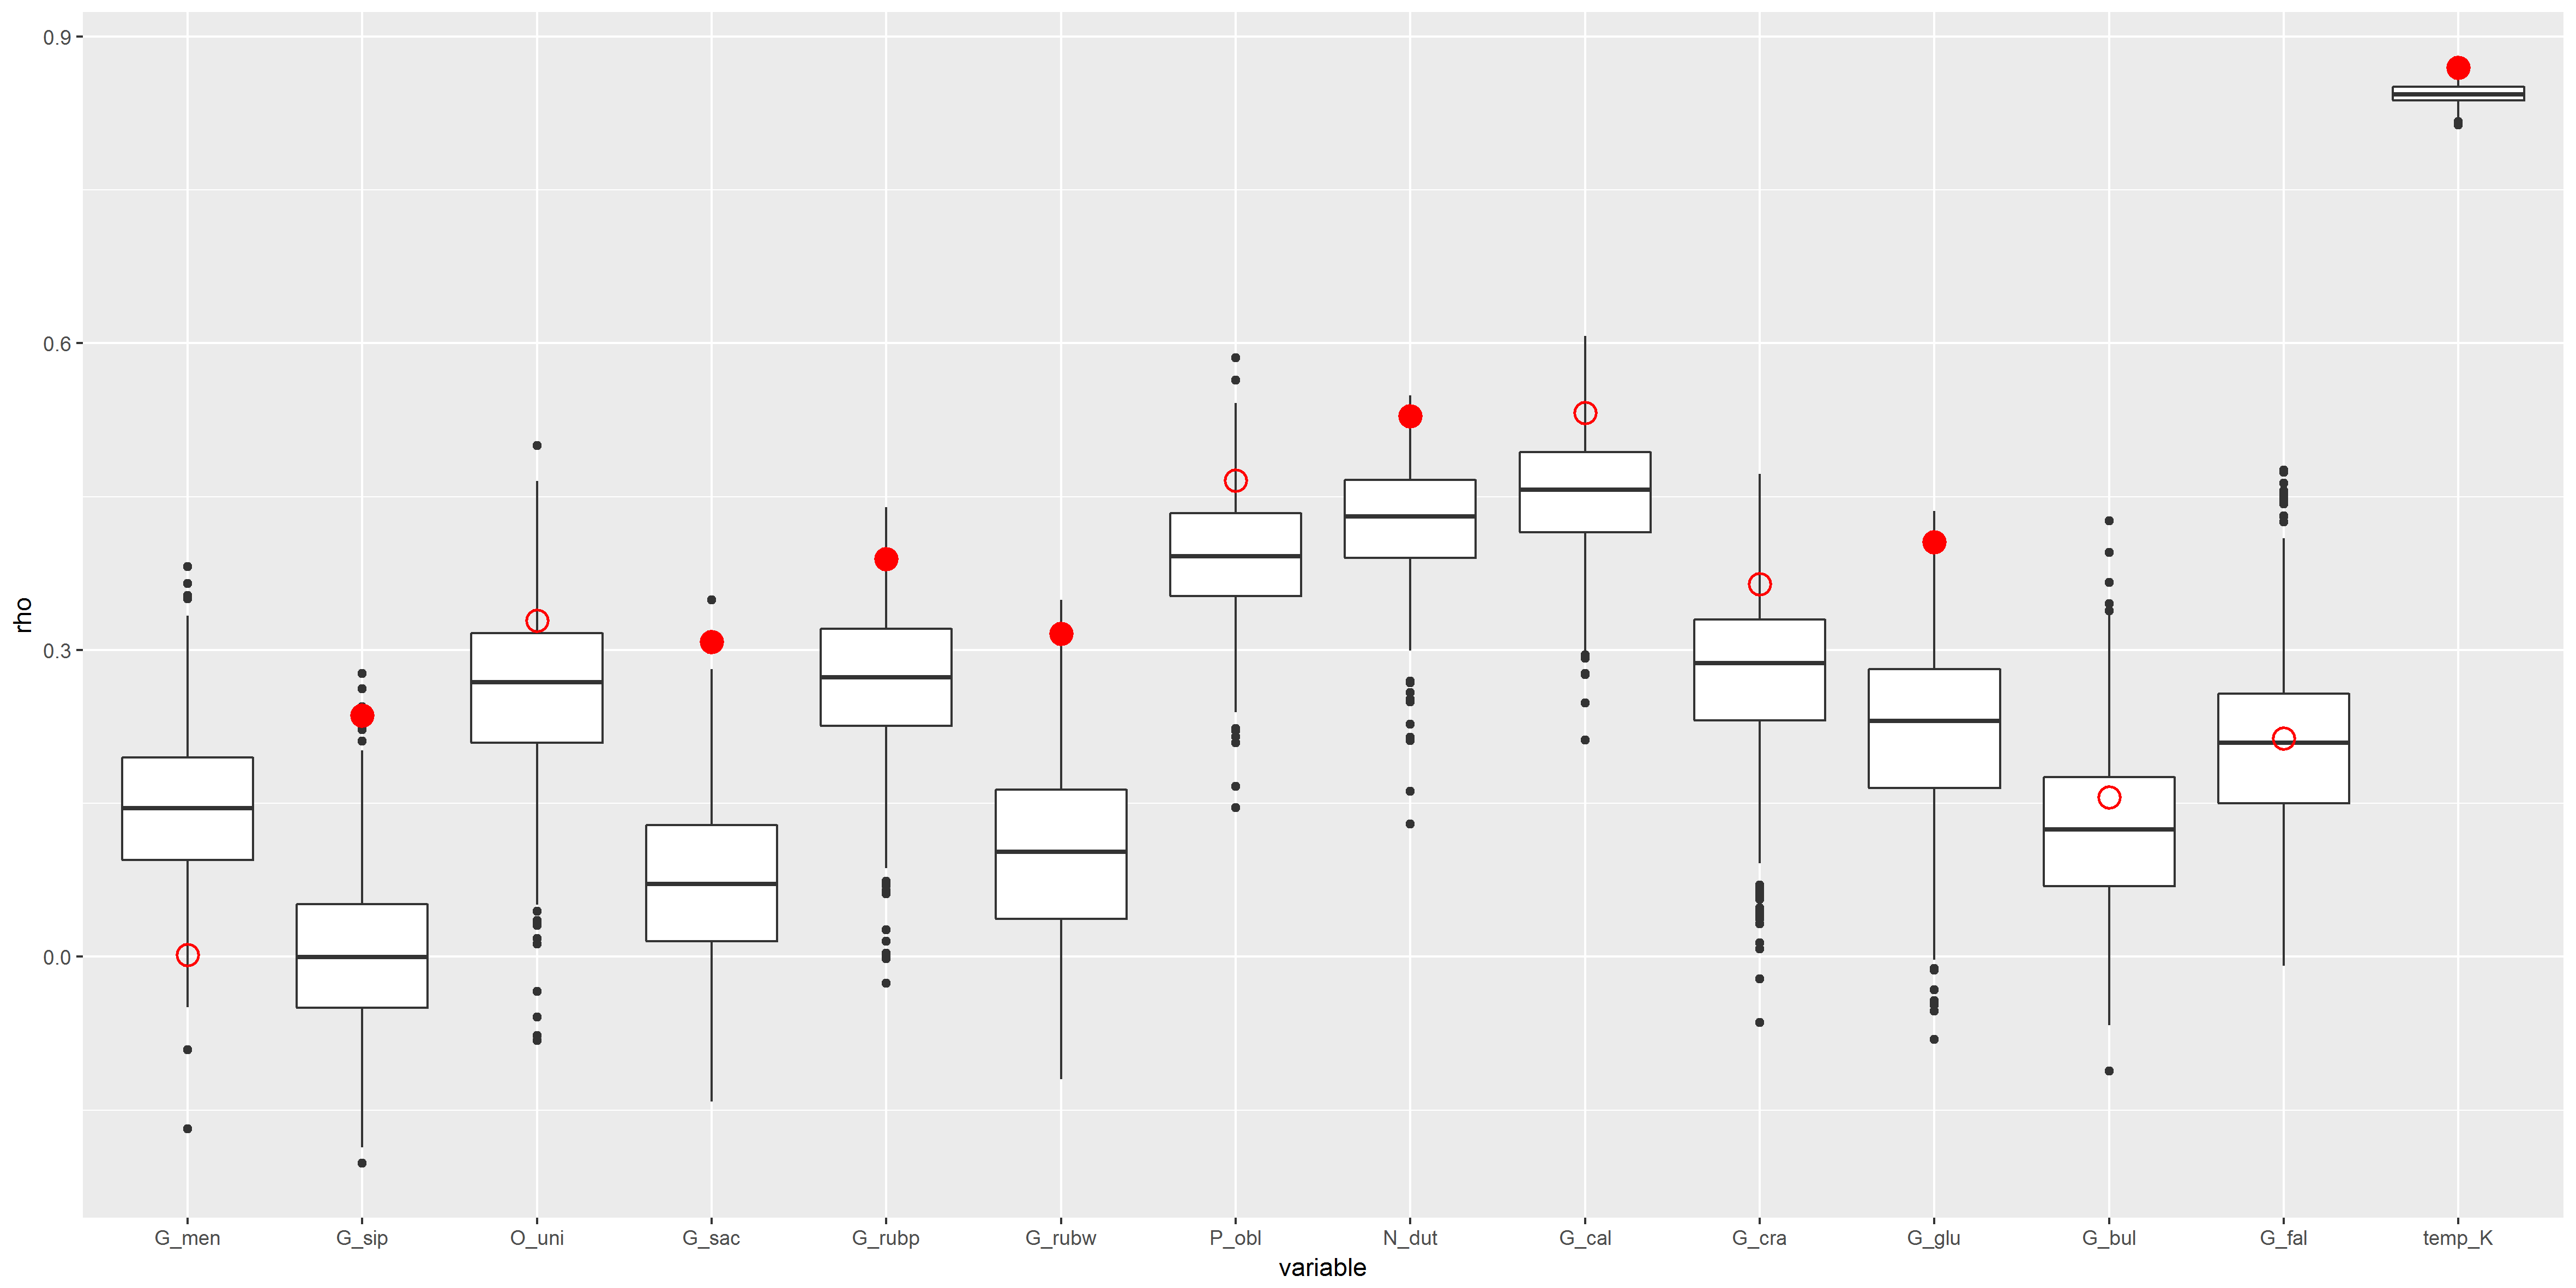 0.9
0.6
0.3
0.0
rho
G_men G_sip O_uni G_sac G_rubp G_rubw P_obl N_dut G_cal G_cra G_glu G_bul G_fal temp_K
variable